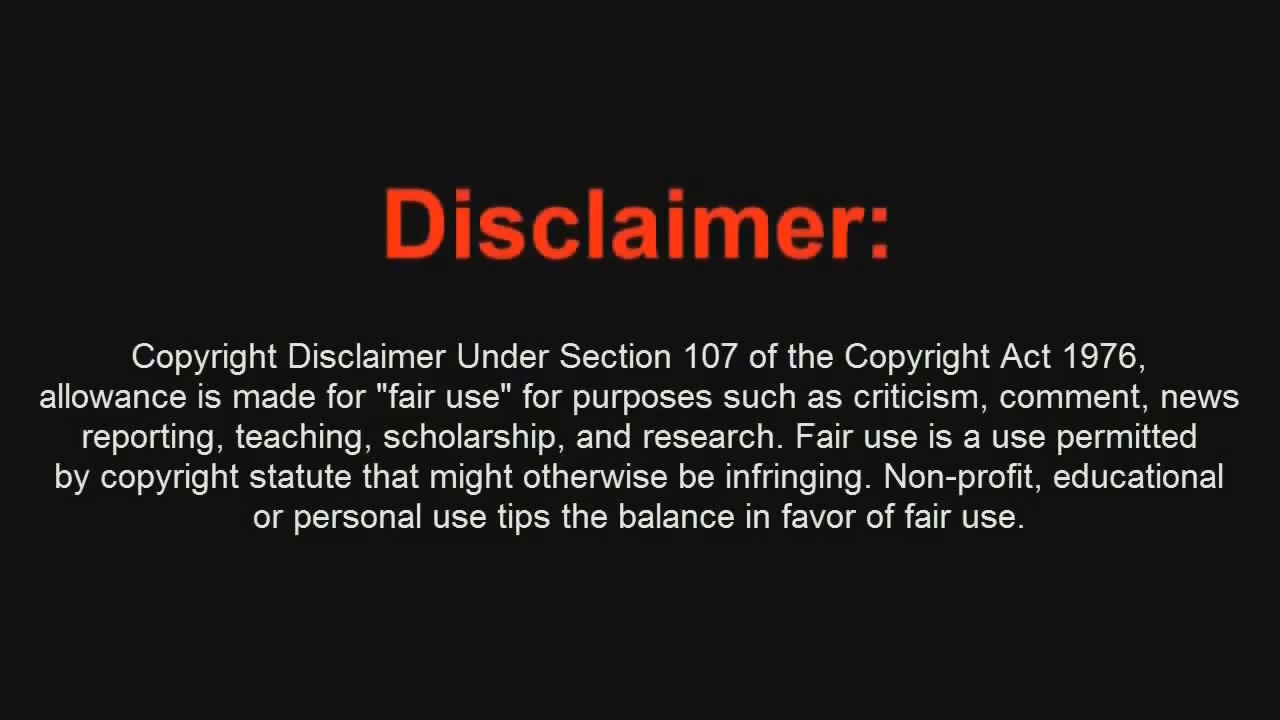 Disclaimer:
Copyright Disclaimer Under Section 107 of the Copyright Act 1976,
allowance is made for "fair use" for purposes such as criticism, comment, news
reporting, teaching, scholarship, and research. Fair use is a use permitted
by copyright statute that might otherwise be infringing. Non-profit, educational
or personal use tips the balance in favor of fair use.